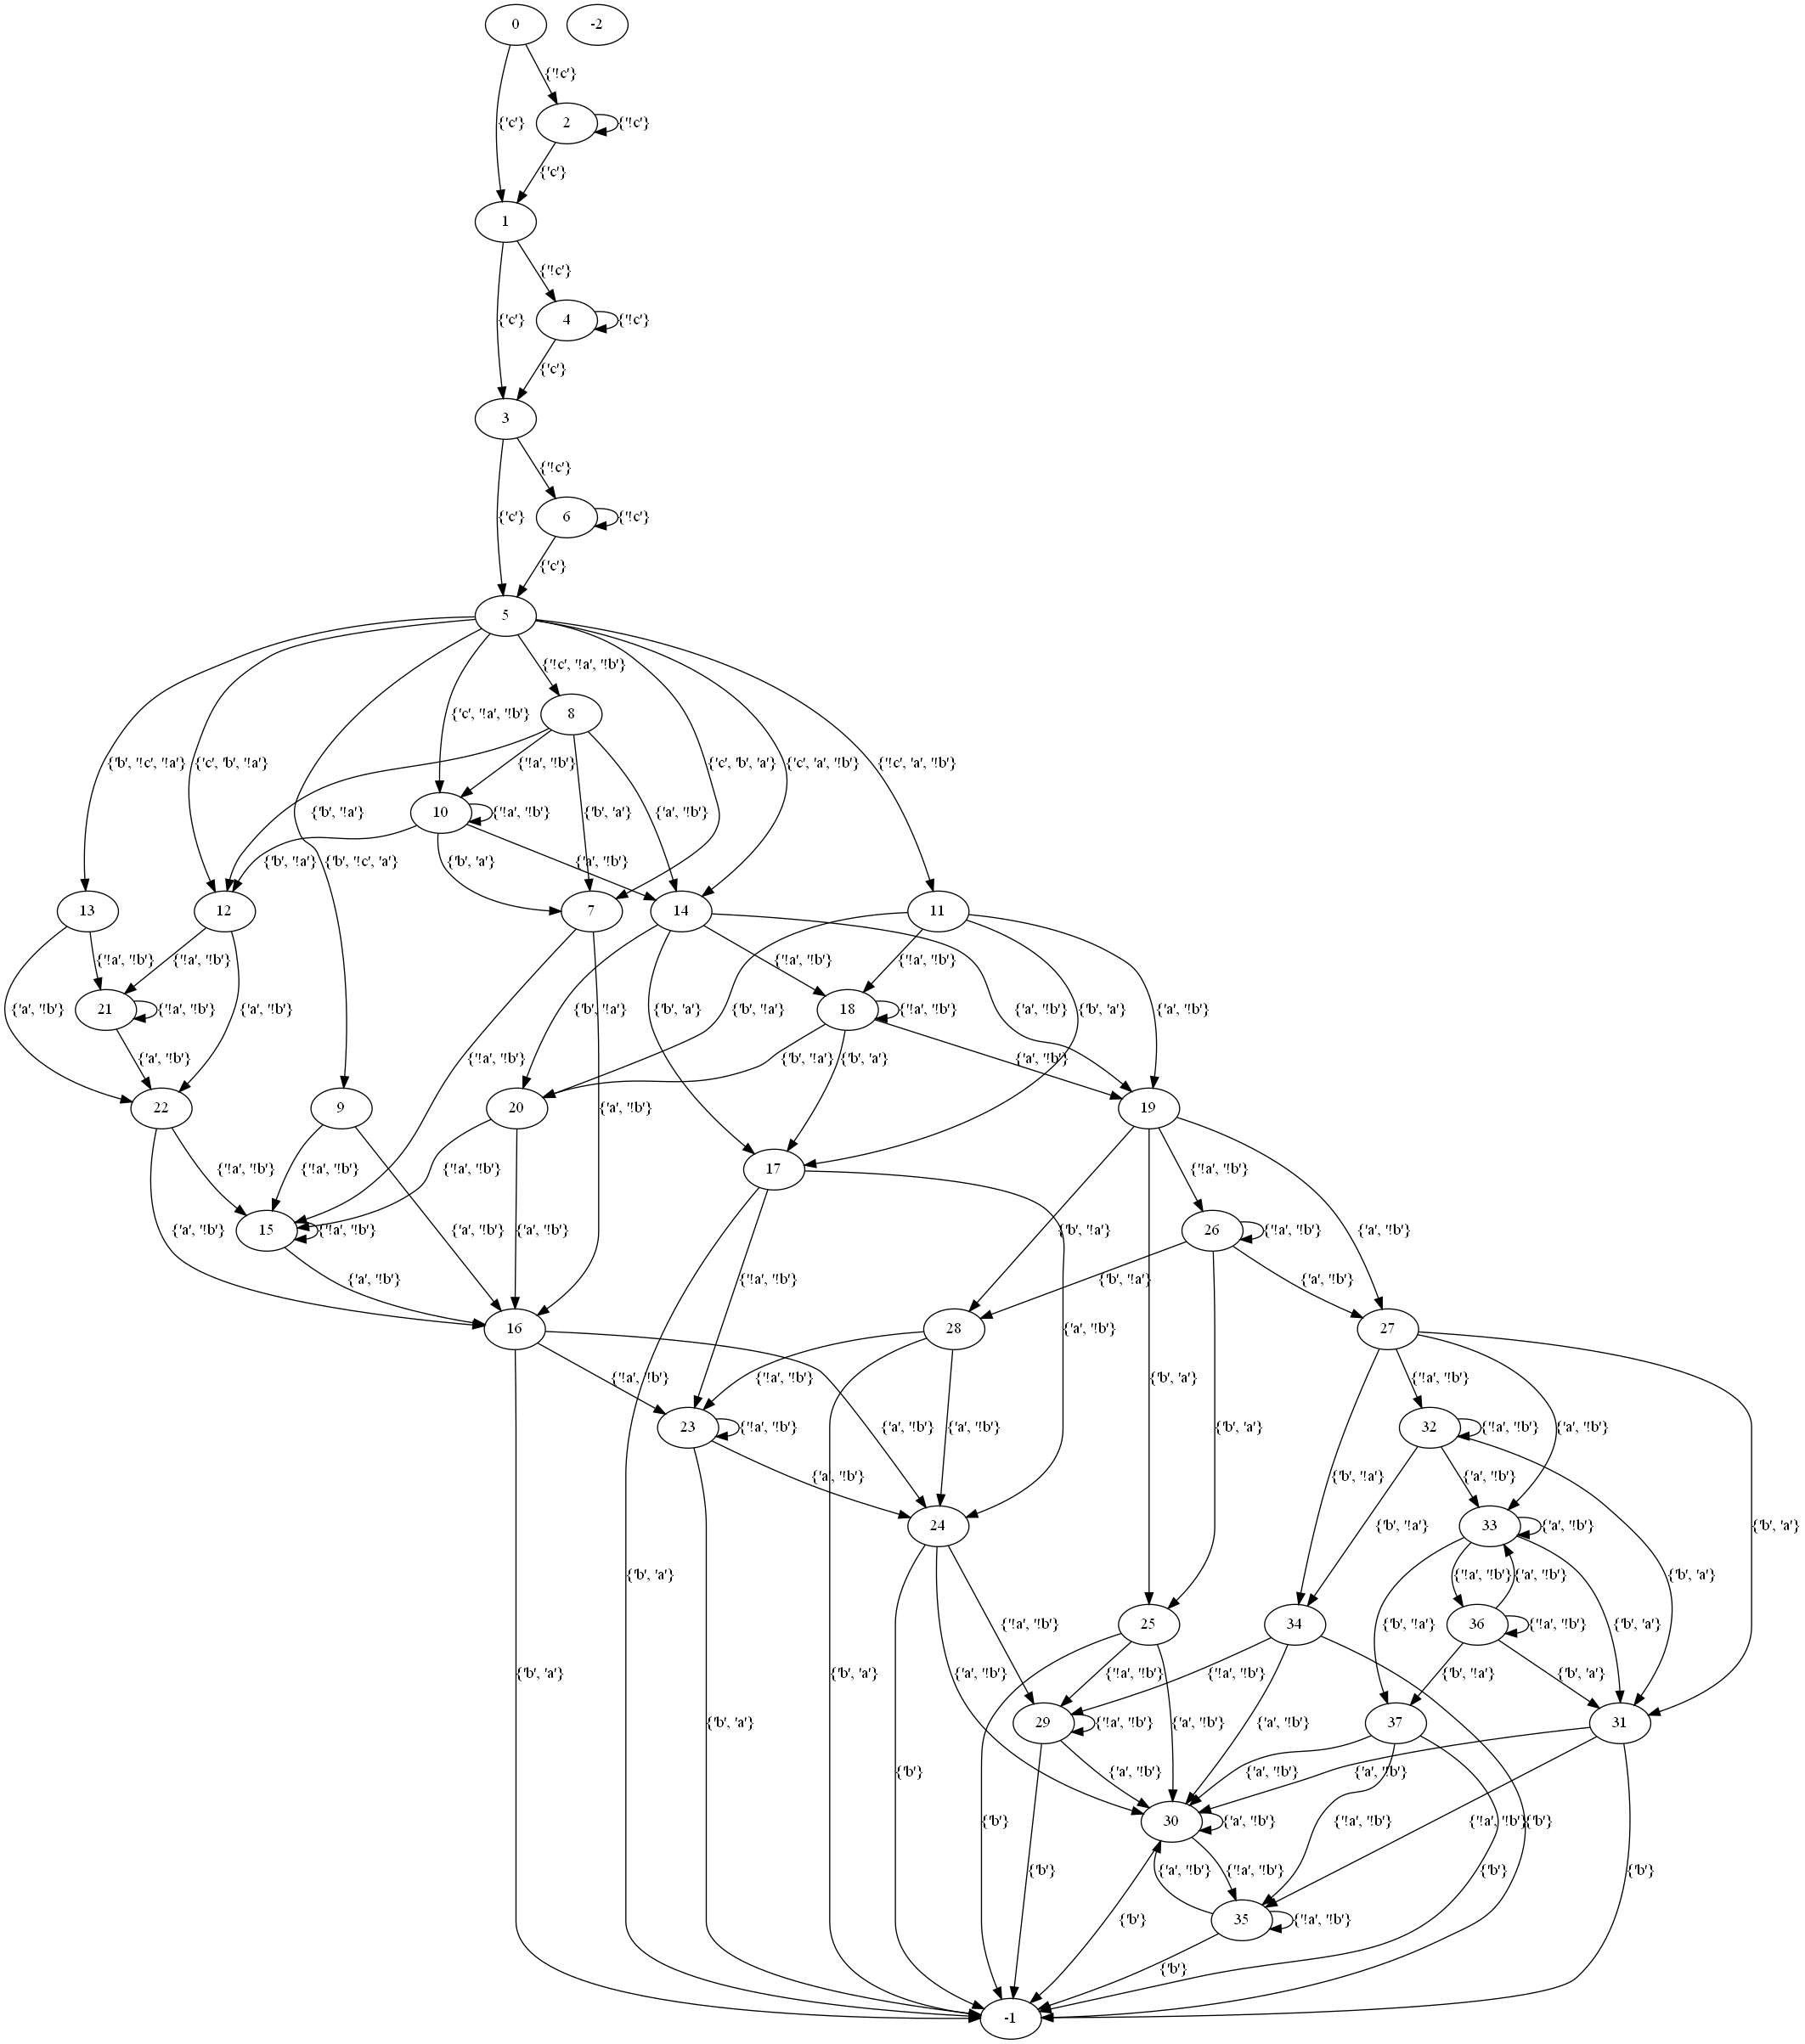 0 -2
{'!c'}
{'c'} 2 {'!c'}
{'c'}
1
{'!c'}
{'c'} 4 {'!c'}
{'c'}
3
{'!c'}
{'c'} 6 {'!c'}
{'c'}
5
{'!c', '!a', '!b'}
{'c', '!a', '!b'} 8
{'b', '!c', '!a'} {'c', 'b', '!a'} {'!a', '!b'} {'c', 'b', 'a'} {'c', 'a', '!b'} {'!c', 'a', '!b'}
{'b', '!a'} 10 {'!a', '!b'} {'b', 'a'} {'a', '!b'}
{'b', '!a'} {'b', '!c', 'a'} {'b', 'a'} {'a', '!b'}
13 12 7 14 11
{'!a', '!b'} {'!a', '!b'} {'!a', '!b'} {'!a', '!b'}
{'a', '!b'} 21 {'!a', '!b'} {'a', '!b'} {'b', '!a'} {'b', 'a'} {'b', '!a'} 18 {'!a', '!b'} {'a', '!b'} {'b', 'a'} {'a', '!b'}
{'a', '!b'} {'!a', '!b'} {'b', '!a'} {'b', 'a'} {'a', '!b'}
22 9 20 {'a', '!b'} 19
{'!a', '!b'} {'!a', '!b'} {'!a', '!b'} 17 {'!a', '!b'}
{'a', '!b'} 15 {'!a', '!b'} {'a', '!b'} {'a', '!b'} {'b', '!a'} 26 {'!a', '!b'} {'a', '!b'}
{'a', '!b'} {'!a', '!b'} {'b', '!a'} {'a', '!b'}
16 28 {'a', '!b'} 27
{'!a', '!b'} {'!a', '!b'} {'b', 'a'} {'!a', '!b'}
23 {'!a', '!b'} {'a', '!b'} {'a', '!b'} {'b', 'a'} 32 {'!a', '!b'} {'a', '!b'}
{'a', '!b'} {'b', '!a'} {'a', '!b'}
24 {'b', '!a'} 33 {'a', '!b'} {'b', 'a'}
{'b', 'a'} {'!a', '!b'} {'a', '!b'} {'b', 'a'}
{'!a', '!b'} 25 34 {'b', '!a'} 36 {'!a', '!b'} {'b', 'a'}
{'b', 'a'} {'b', 'a'} {'a', '!b'} {'!a', '!b'} {'!a', '!b'} {'b', '!a'} {'b', 'a'}
{'b', 'a'} {'b'} 29 {'!a', '!b'} {'a', '!b'} {'a', '!b'} 37 31
{'a', '!b'} {'a', '!b'} {'a', '!b'}
{'b'} 30 {'a', '!b'} {'!a', '!b'} {'!a', '!b'} {'b'}
{'b'} {'a', '!b'} {'!a', '!b'} {'b'} {'b'}
{'b'} 35 {'!a', '!b'}
{'b'}
-1